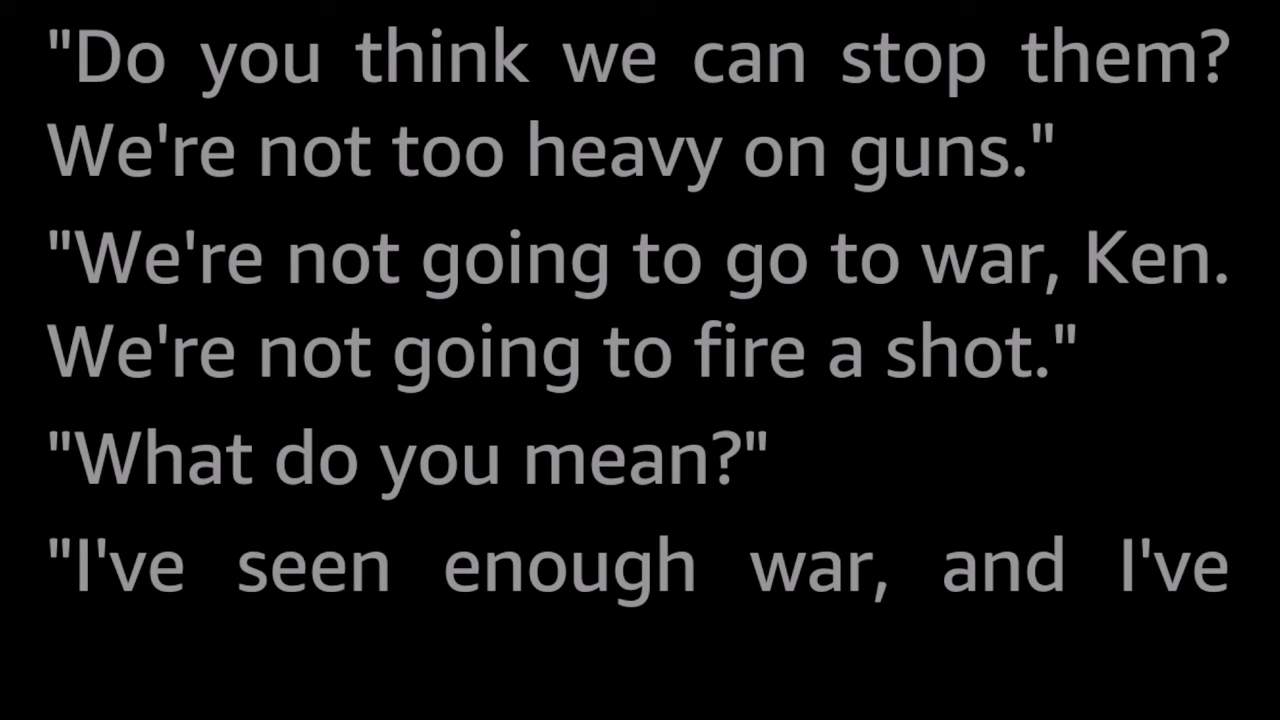 "Do you think we can stop them?
We're not too heavy on guns."
"We're not going to go to war, Ken.
We're not going to fire a shot."
"What do you mean?"
"I've seen enough war, and I've